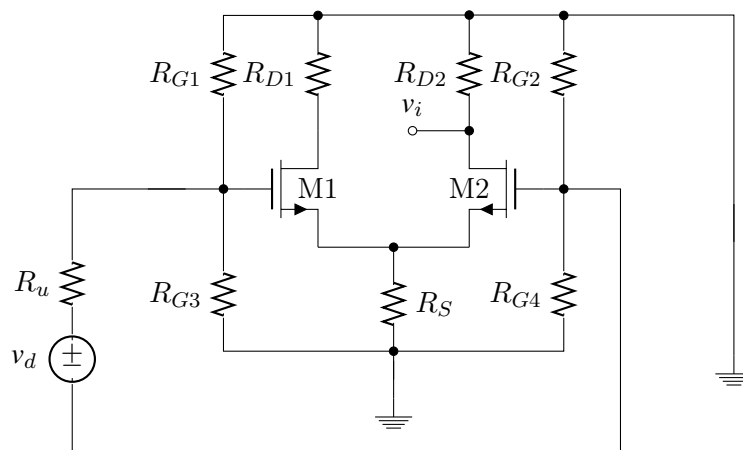 R_{G1} R_{D1} R_{D2} R_{G2}
v_i
M1 M2
R_u R_{G3} R_S R_{G4}
v_d